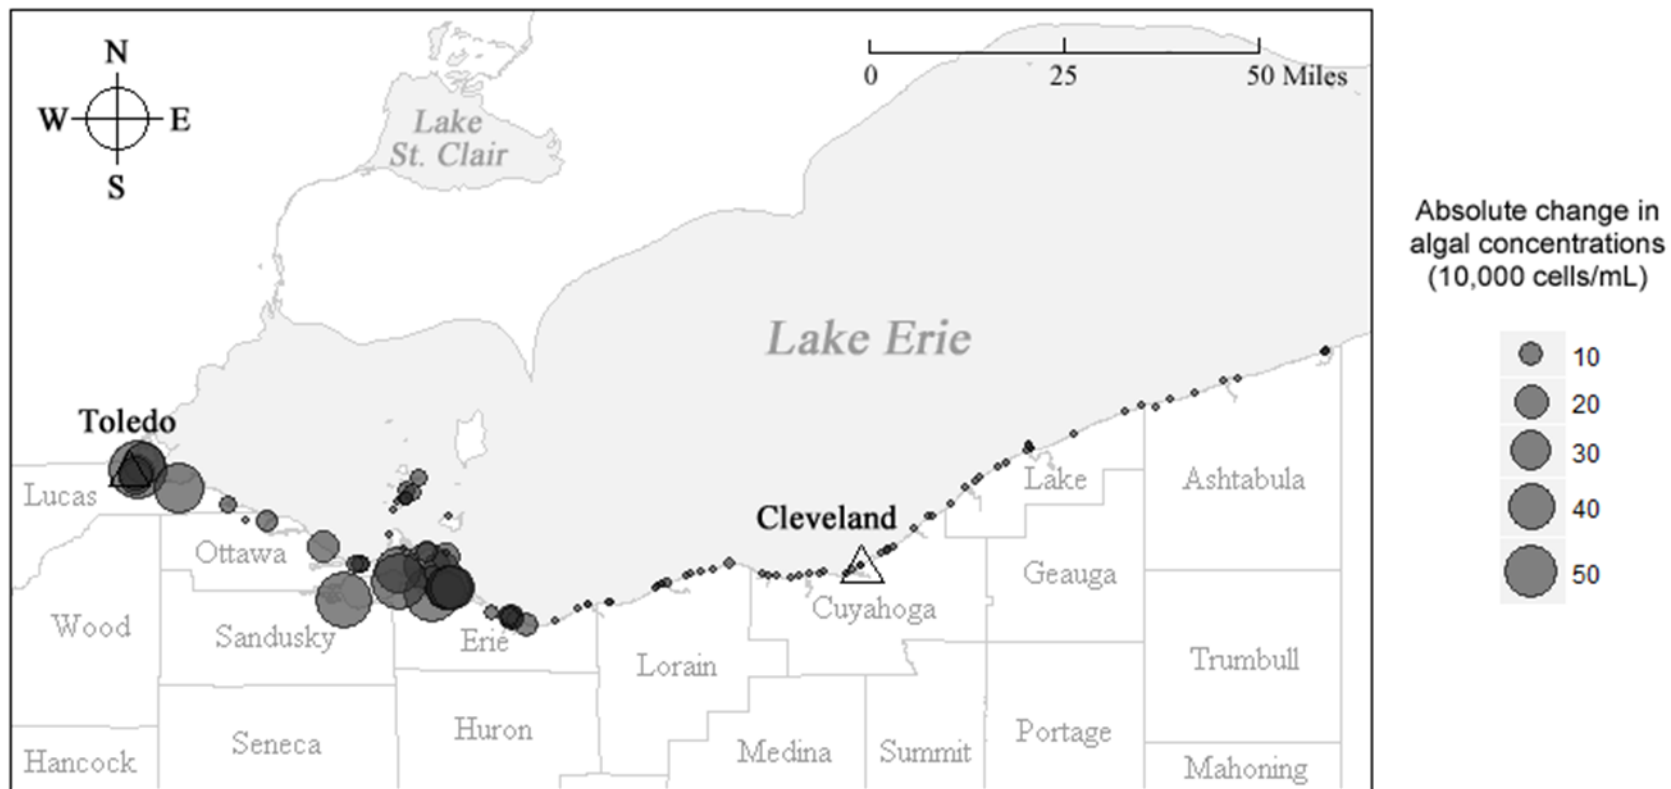 N
W E
S
Lake
St. Clair
0 25 50 Miles
Lake Erie
Toledo
Cleveland
Lucas
Ottawa
Wood
Sandusky
Erie
Lorain
Cuyahoga
Lake
Geauga
Ashtabula
Trumbull
Hancock
Seneca
Huron
Medina
Summit
Portage
Mahoning
Absolute change in
algal concentrations
(10,000 cells/mL)
10
20
30
40
50